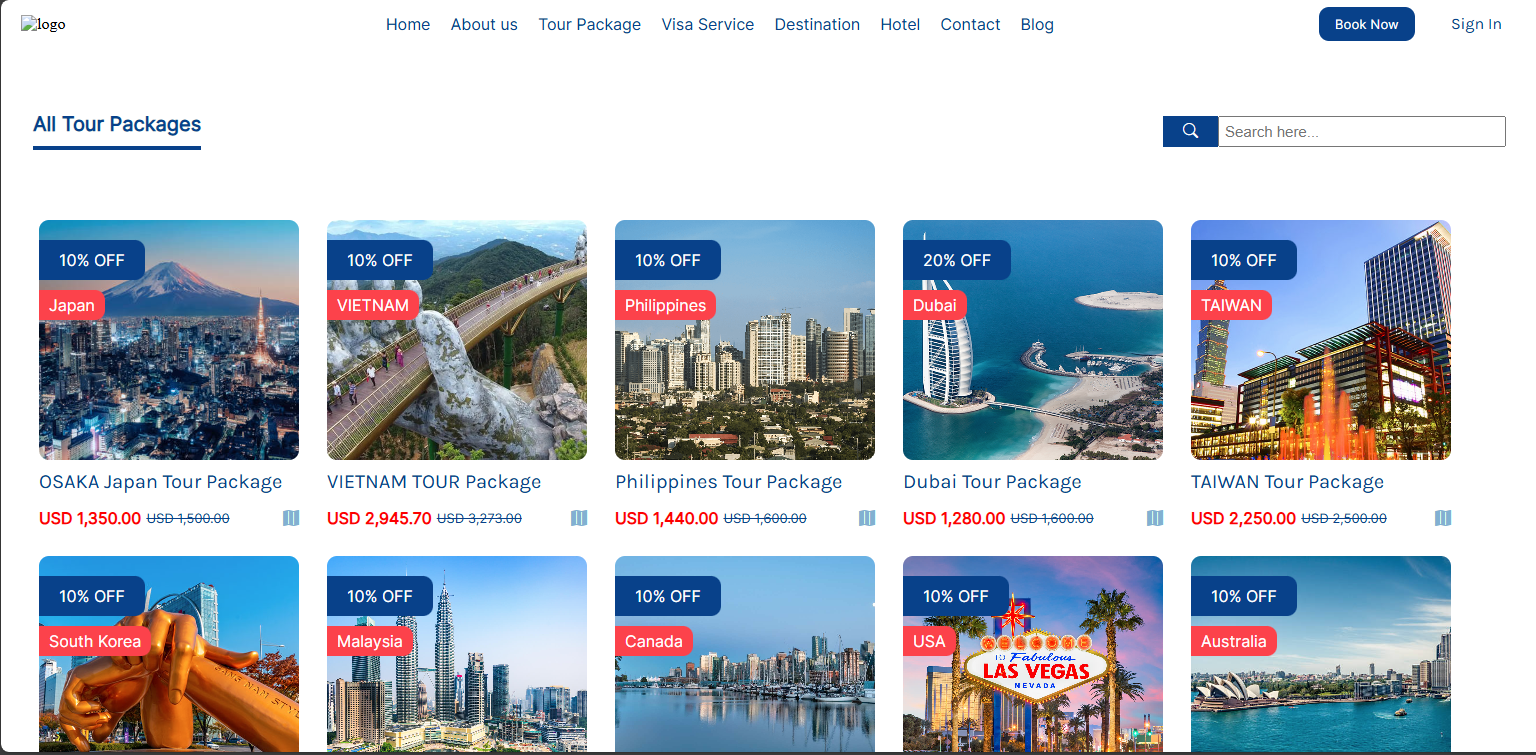 logo
Home About us Tour Package Visa Service Destination Hotel Contact Blog
Book Now
Sign In
All Tour Packages
Search here...
10% OFF
Japan
OSAKA Japan Tour Package
USD 1,350.00 USD 1,500.00
10% OFF
VIETNAM
VIETNAM TOUR Package
USD 2,945.70 USD 3,273.00
10% OFF
Philippines
Philippines Tour Package
USD 1,440.00 USD 1,600.00
20% OFF
Dubai
Dubai Tour Package
USD 1,280.00 USD 1,600.00
10% OFF
TAIWAN
TAIWAN Tour Package
USD 2,250.00 USD 2,500.00
10% OFF
South Korea
GANGNAM STYLE
10% OFF
Malaysia
10% OFF
Canada
10% OFF
USA
WELCOME
TO Fabulous
LAS VEGAS
NEVADA
10% OFF
Australia